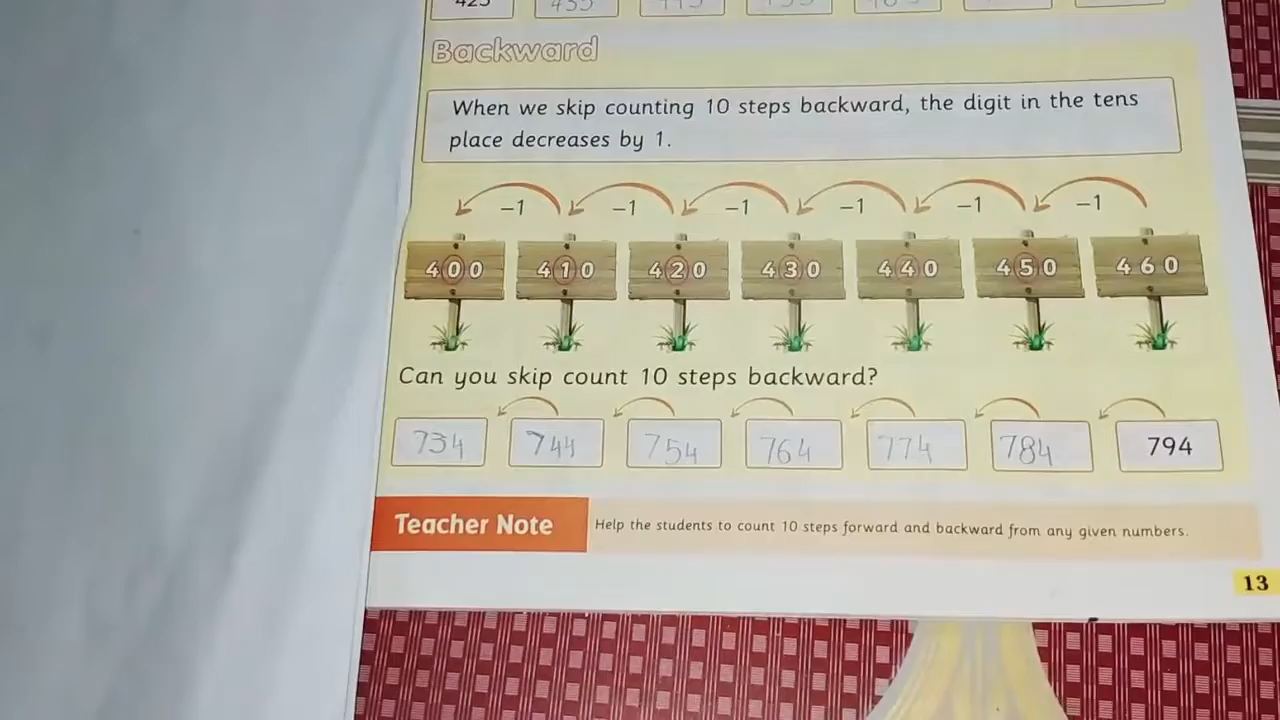 425 435
Backward
When we skip counting 10 steps backward, the digit in the tens
place decreases by 1.
−1 −1 −1 −1 −1 −1
400 410 420 430 440 450 460
Can you skip count 10 steps backward?
734 744 754 764 774 784 794
Teacher Note Help the students to count 10 steps forward and backward from any given numbers.
13